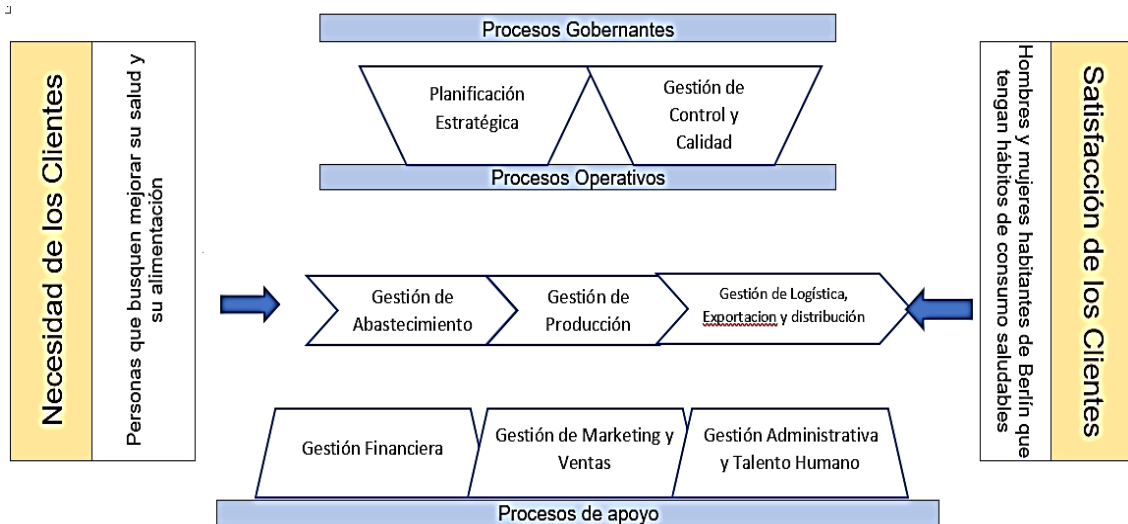 Necesidad de los Clientes
Personas que busquen mejorar su salud y
su alimentación
Procesos Gobernantes
Planificación
Estratégica
Gestión de
Control y
Calidad
Procesos Operativos
Gestión de
Abastecimiento
Gestión de
Producción
Gestión de Logística,
Exportacion y distribución
Gestión Financiera
Gestión de Marketing y
Ventas
Gestión Administrativa
y Talento Humano
Procesos de apoyo
Hombres y mujeres habitantes de Berlín que
tengan hábitos de consumo saludables
Satisfacción de los Clientes